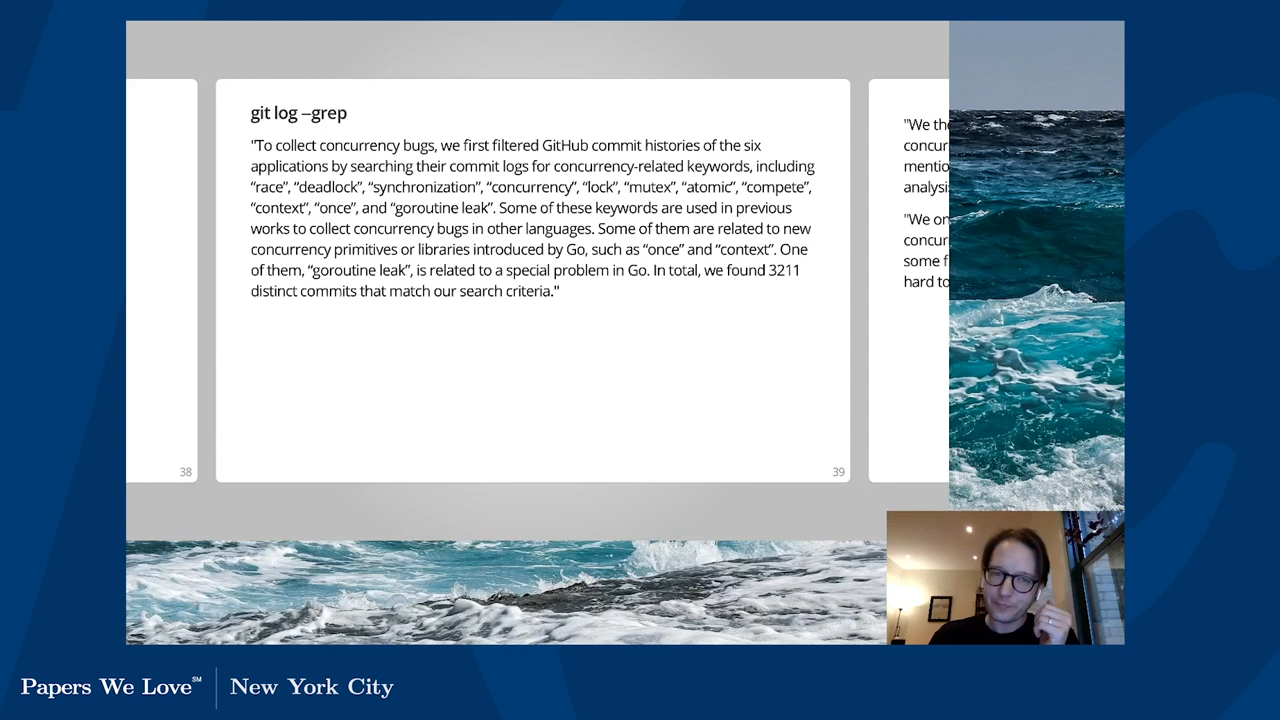 git log –grep
"To collect concurrency bugs, we first filtered GitHub commit histories of the six
applications by searching their commit logs for concurrency-related keywords, including
“race”, “deadlock”, “synchronization”, “concurrency”, “lock”, “mutex”, “atomic”, “compete”,
“context”, “once”, and “goroutine leak”. Some of these keywords are used in previous
works to collect concurrency bugs in other languages. Some of them are related to new
concurrency primitives or libraries introduced by Go, such as “once” and “context”. One
of them, “goroutine leak”, is related to a special problem in Go. In total, we found 3211
distinct commits that match our search criteria."
38
39
"We the
concur
mentio
analysi
"We on
concur
some f
hard to
Papers We Love℠
New York City